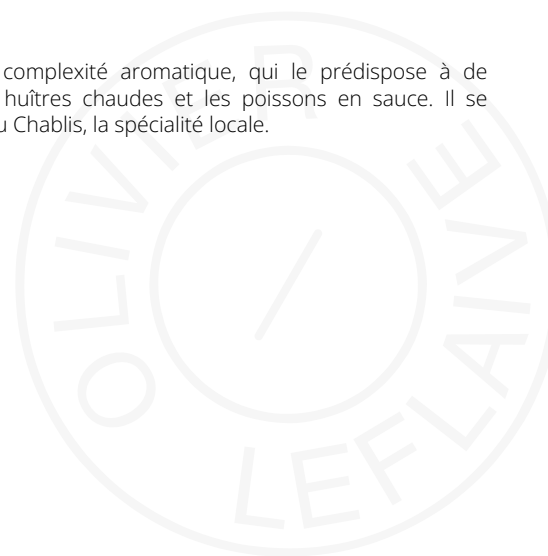 complexité aromatique, qui le prédispose à de
huîtres chaudes et les poissons en sauce. Il se
u Chablis, la spécialité locale.
OLIVIER
LEFLAIVE